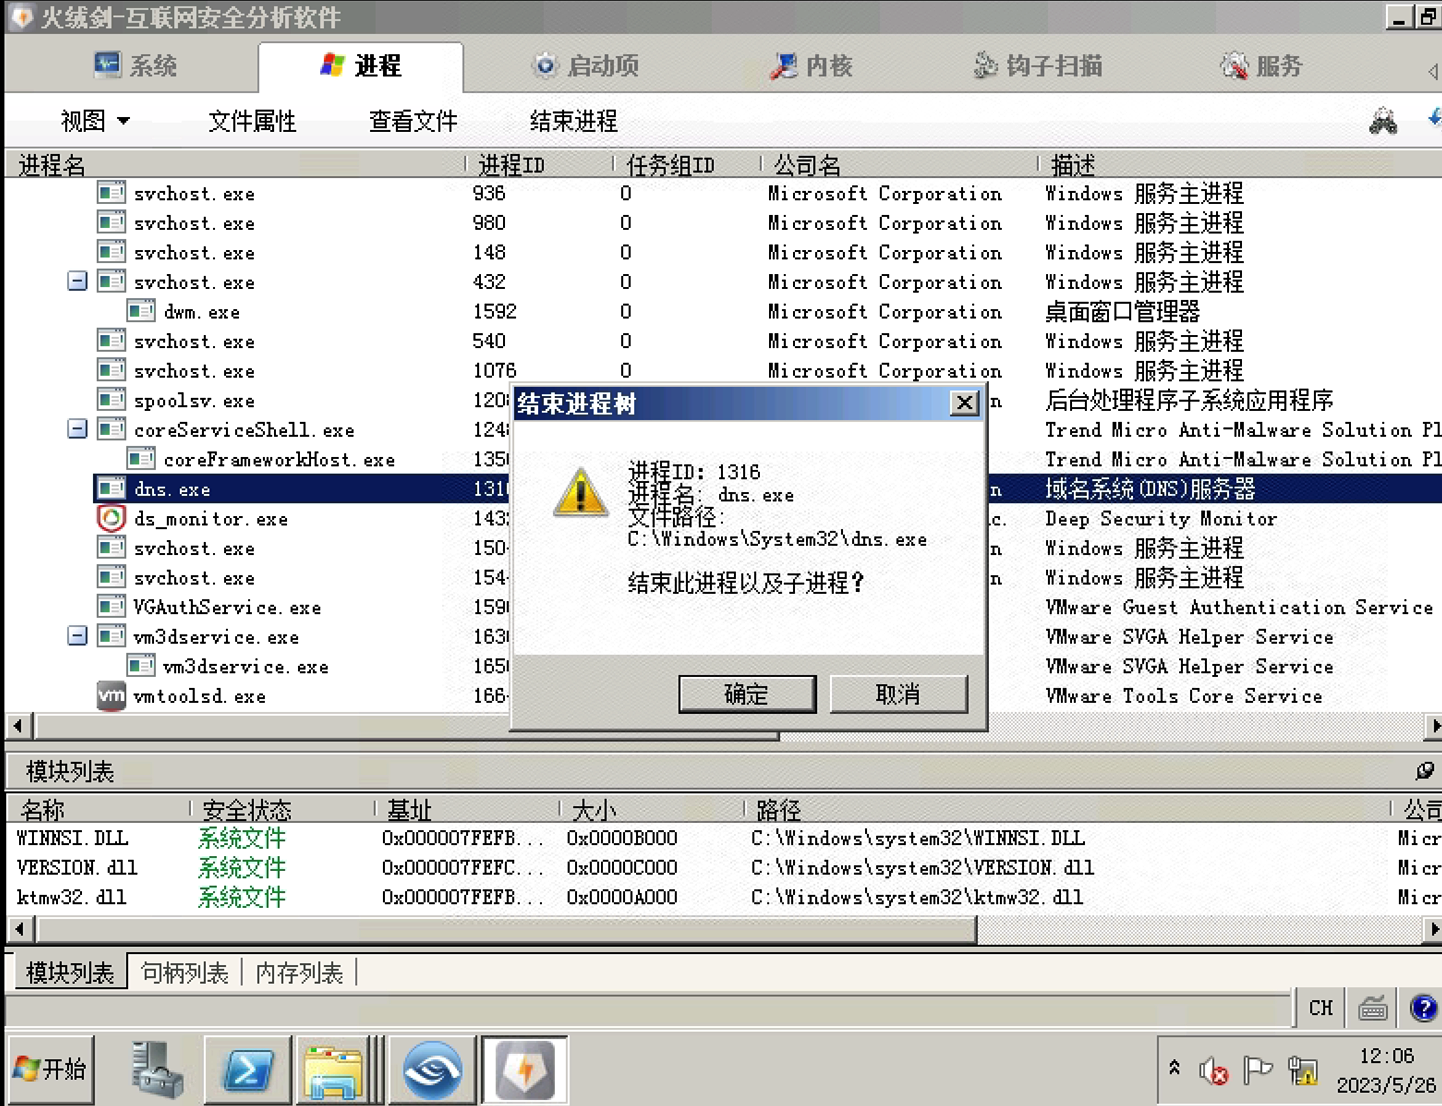 火绒剑-互联网安全分析软件
系统 进程 启动项 内核 钩子扫描 服务
视图 文件属性 查看文件 结束进程
进程名 进程ID 任务组ID 公司名 描述
svchost.exe 936 0 Microsoft Corporation Windows 服务主进程
svchost.exe 980 0 Microsoft Corporation Windows 服务主进程
svchost.exe 148 0 Microsoft Corporation Windows 服务主进程
svchost.exe 432 0 Microsoft Corporation Windows 服务主进程
dwm.exe 1592 0 Microsoft Corporation 桌面窗口管理器
svchost.exe 540 0 Microsoft Corporation Windows 服务主进程
svchost.exe 1076 0 Microsoft Corporation Windows 服务主进程
spoolsv.exe 120 n 后台处理程序子系统应用程序
coreServiceShell.exe 124 Trend Micro Anti-Malware Solution Pl
coreFrameworkHost.exe 135 Trend Micro Anti-Malware Solution Pl
dns.exe 131 n 域名系统(DNS)服务器
ds_monitor.exe 143 c. Deep Security Monitor
svchost.exe 150 n Windows 服务主进程
svchost.exe 154 n Windows 服务主进程
VGAuthService.exe 159 VMware Guest Authentication Service
vm3dservice.exe 163 VMware SVGA Helper Service
vm3dservice.exe 165 VMware SVGA Helper Service
vm vmtoolsd.exe 166 VMware Tools Core Service
结束进程树
进程ID: 1316
进程名: dns.exe
文件路径:
C:\Windows\System32\dns.exe
结束此进程以及子进程?
确定 取消
模块列表
名称 安全状态 基址 大小 路径 公司
WINNSI.DLL 系统文件 0x000007FEFB... 0x0000B000 C:\Windows\system32\WINNSI.DLL Micr
VERSION.dll 系统文件 0x000007FEFC... 0x0000C000 C:\Windows\system32\VERSION.dll Micr
ktmw32.dll 系统文件 0x000007FEFB... 0x0000A000 C:\Windows\system32\ktmw32.dll Micr
模块列表 句柄列表 内存列表
CH
开始
12:06
2023/5/26